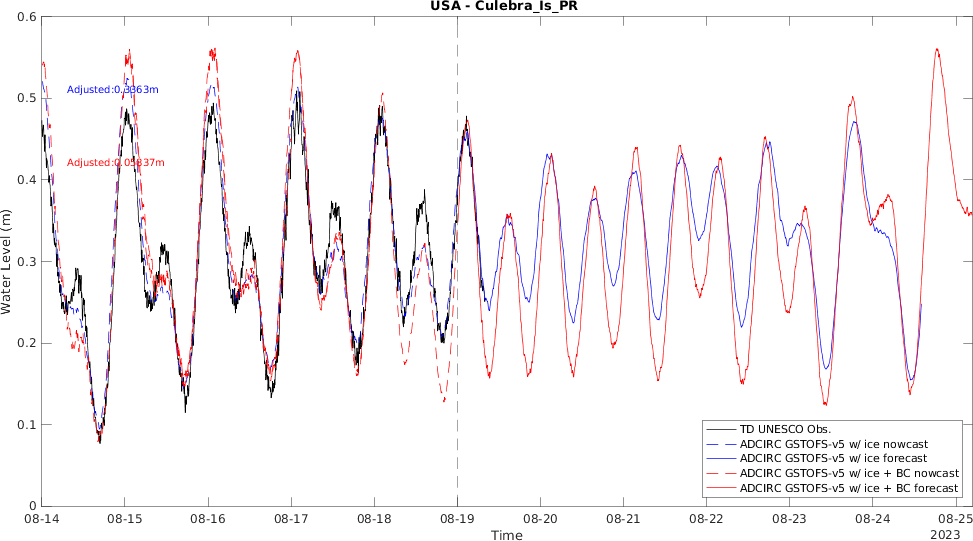 USA - Culebra_Is_PR
Water Level (m)
0.6
0.5
0.4
0.3
0.2
0.1
0
Adjusted:0.3363m
Adjusted:0.05837m
TD UNESCO Obs.
ADCIRC GSTOFS-v5 w/ ice nowcast
ADCIRC GSTOFS-v5 w/ ice forecast
ADCIRC GSTOFS-v5 w/ ice + BC nowcast
ADCIRC GSTOFS-v5 w/ ice + BC forecast
08-14 08-15 08-16 08-17 08-18 08-19 08-20 08-21 08-22 08-23 08-24 08-25
Time
2023